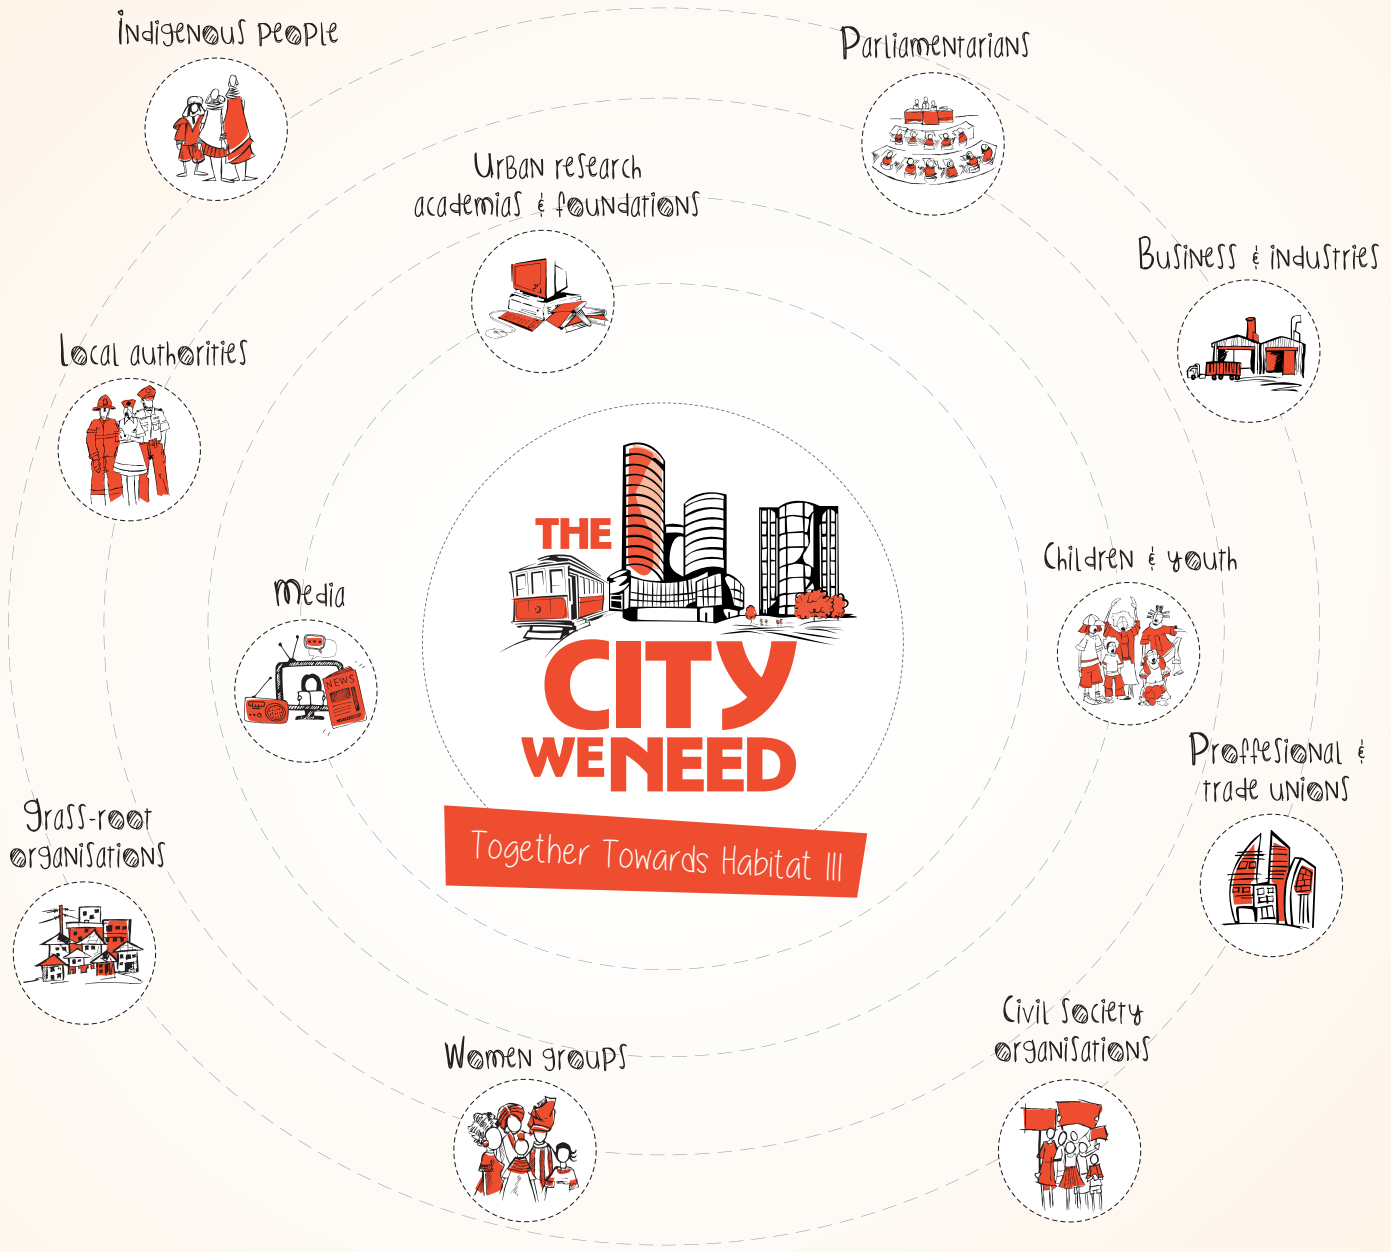 Indigenous people
Parliamentarians
Urban research
academias & foundations
Business & industries
Local authorities
THE
CITY
WE NEED
Together Towards Habitat III
Children & youth
Media
NEWS
Proffesional &
trade unions
Grass-root
organisations
Civil Society
organisations
Women groups